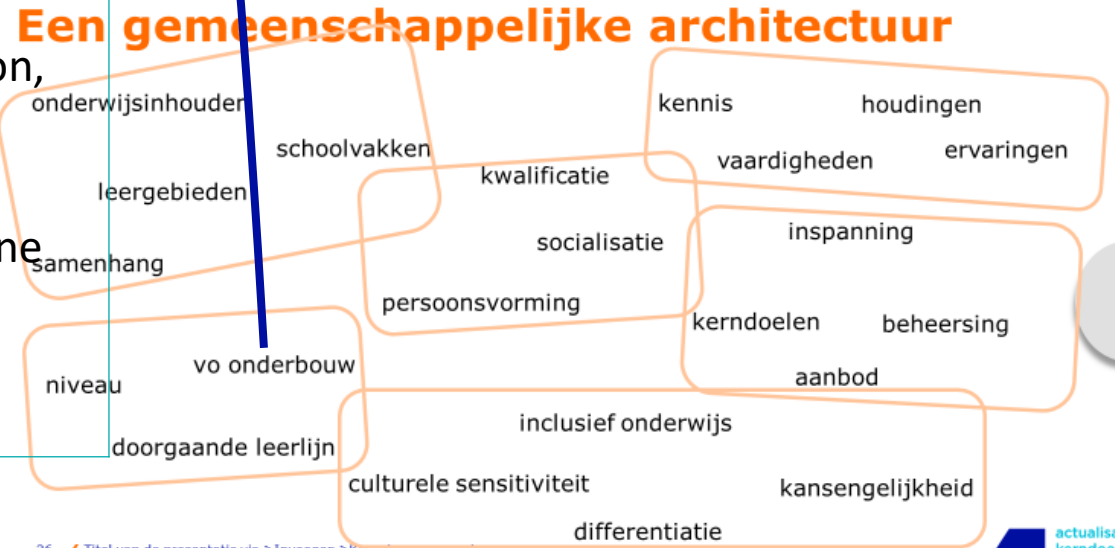 Een gemeenschappelijke architectuur
on,
onderwijsinhouden
schoolvakken
leergebieden
ne
samenhang
kwalificatie
socialisatie
persoonsvorming
kennis
houdingen
vaardigheden
ervaringen
inspanning
kerndoelen
beheersing
aanbod
vo onderbouw
niveau
doorgaande leerlijn
inclusief onderwijs
culturele sensitiviteit
kansengelijkheid
differentiatie
actualisa